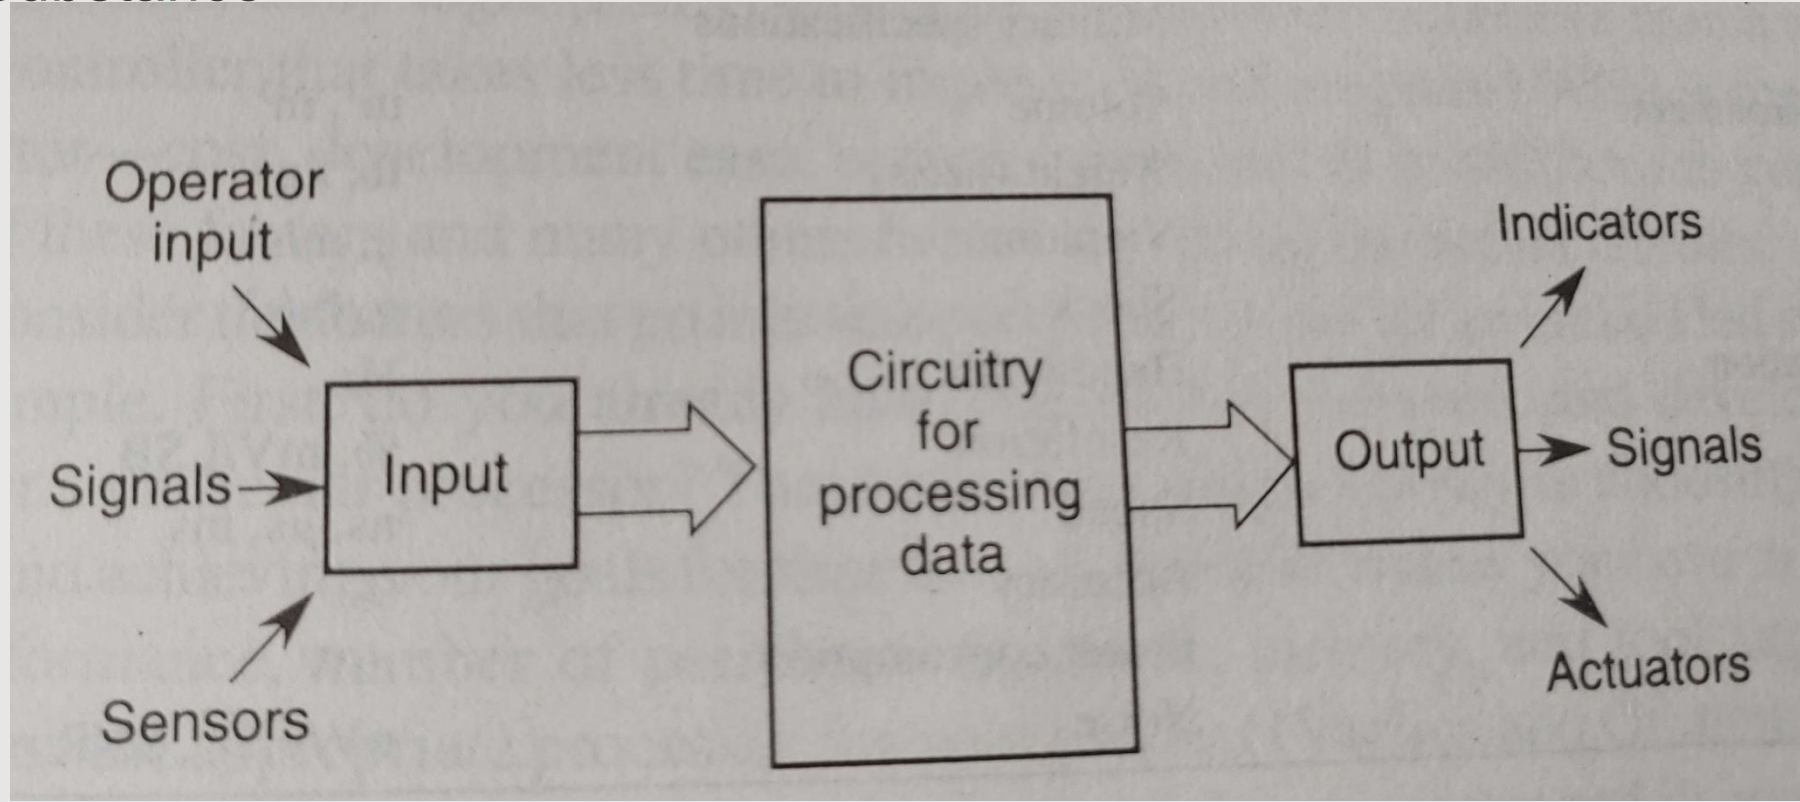 Operator
input
Signals
Input
Sensors
Circuitry
for
processing
data
Output
Indicators
Signals
Actuators